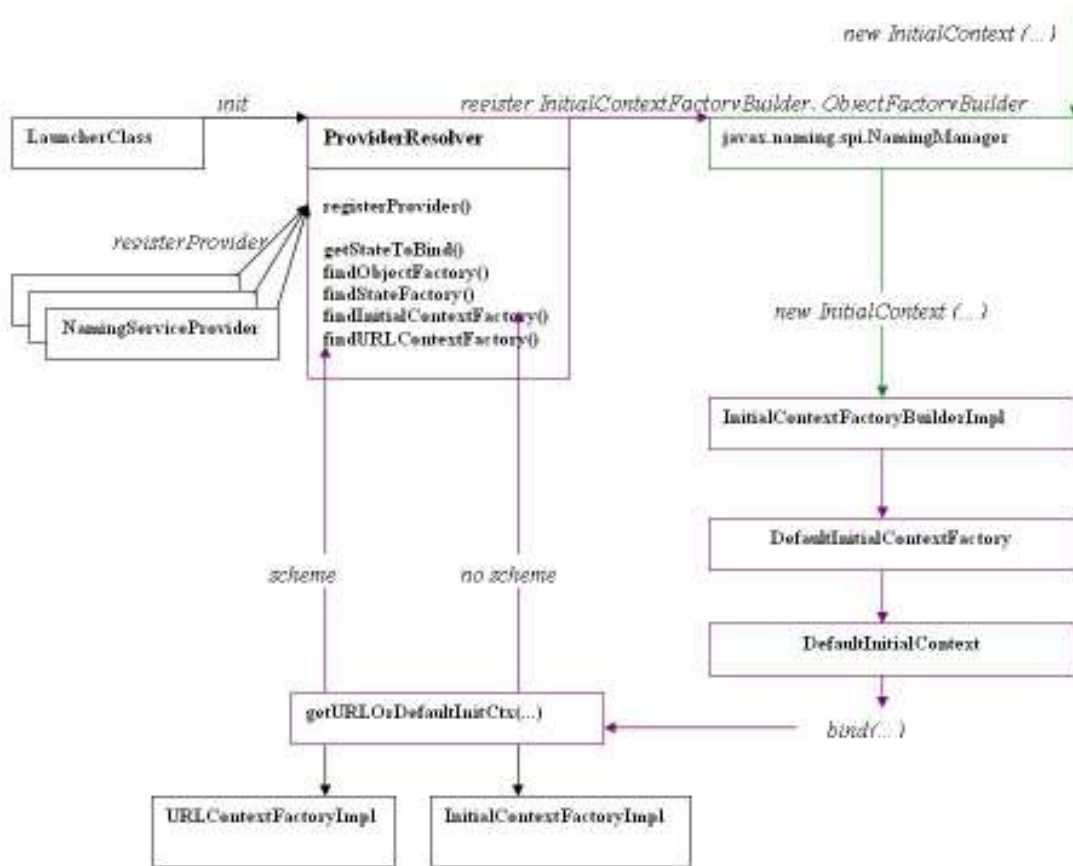 new InitialContext (...)
init
register InitialContextFactoryBuilder, ObjectFactoryBuilder
LauncherClass
ProviderResolver
javax.naming.spi.NamingManager
registerProvider()
registerProvider
getStateToBind()
findObjectFactory()
findStateFactory()
findInitialContextFactory()
findURLContextFactory()
NamingServiceProvider
new InitialContext (...)
InitialContextFactoryBuilderImpl
DefaultInitialContextFactory
scheme
no scheme
DefaultInitialContext
getURLOrDefaultInitCtx(...)
bind(...)
URLContextFactoryImpl
InitialContextFactoryImpl